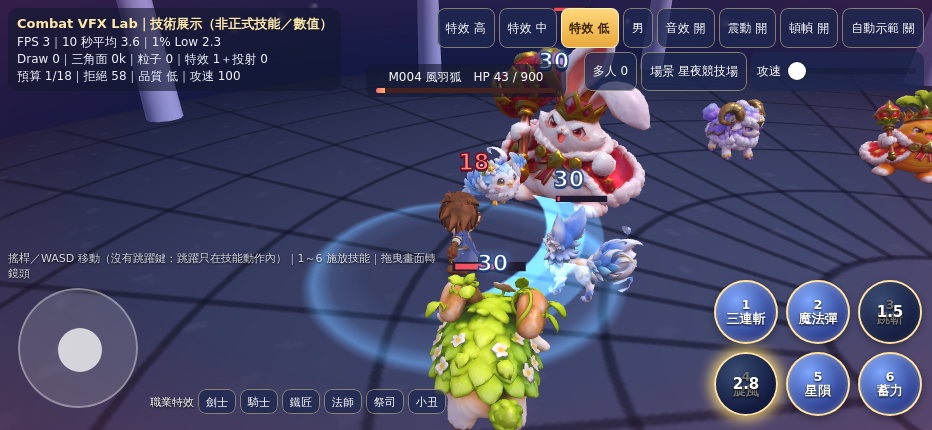 Combat VFX Lab｜技術展示（非正式技能／數值）
FPS 3｜10 秒平均 3.6｜1% Low 2.3
Draw 0｜三角面 0k｜粒子 0｜特效 1＋投射 0
預算 1/18｜拒絕 58｜品質 低｜攻速 100
特效 高
特效 中
特效 低
男
音效 開
震動 開
頓幀 開
自動示範 關
多人 0
場景 星夜競技場
攻速
M004 風羽狐 HP 43 / 900
30
18
30
30
搖桿／WASD 移動（沒有跳躍鍵；跳躍只在技能動作內）｜1～6 施放技能｜拖曳畫面轉
鏡頭
1
三連斬
2
魔法彈
3
1.5
4
2.8
旋風
5
星隕
6
蓄力
職業特效
劍士
騎士
鐵匠
法師
祭司
小丑